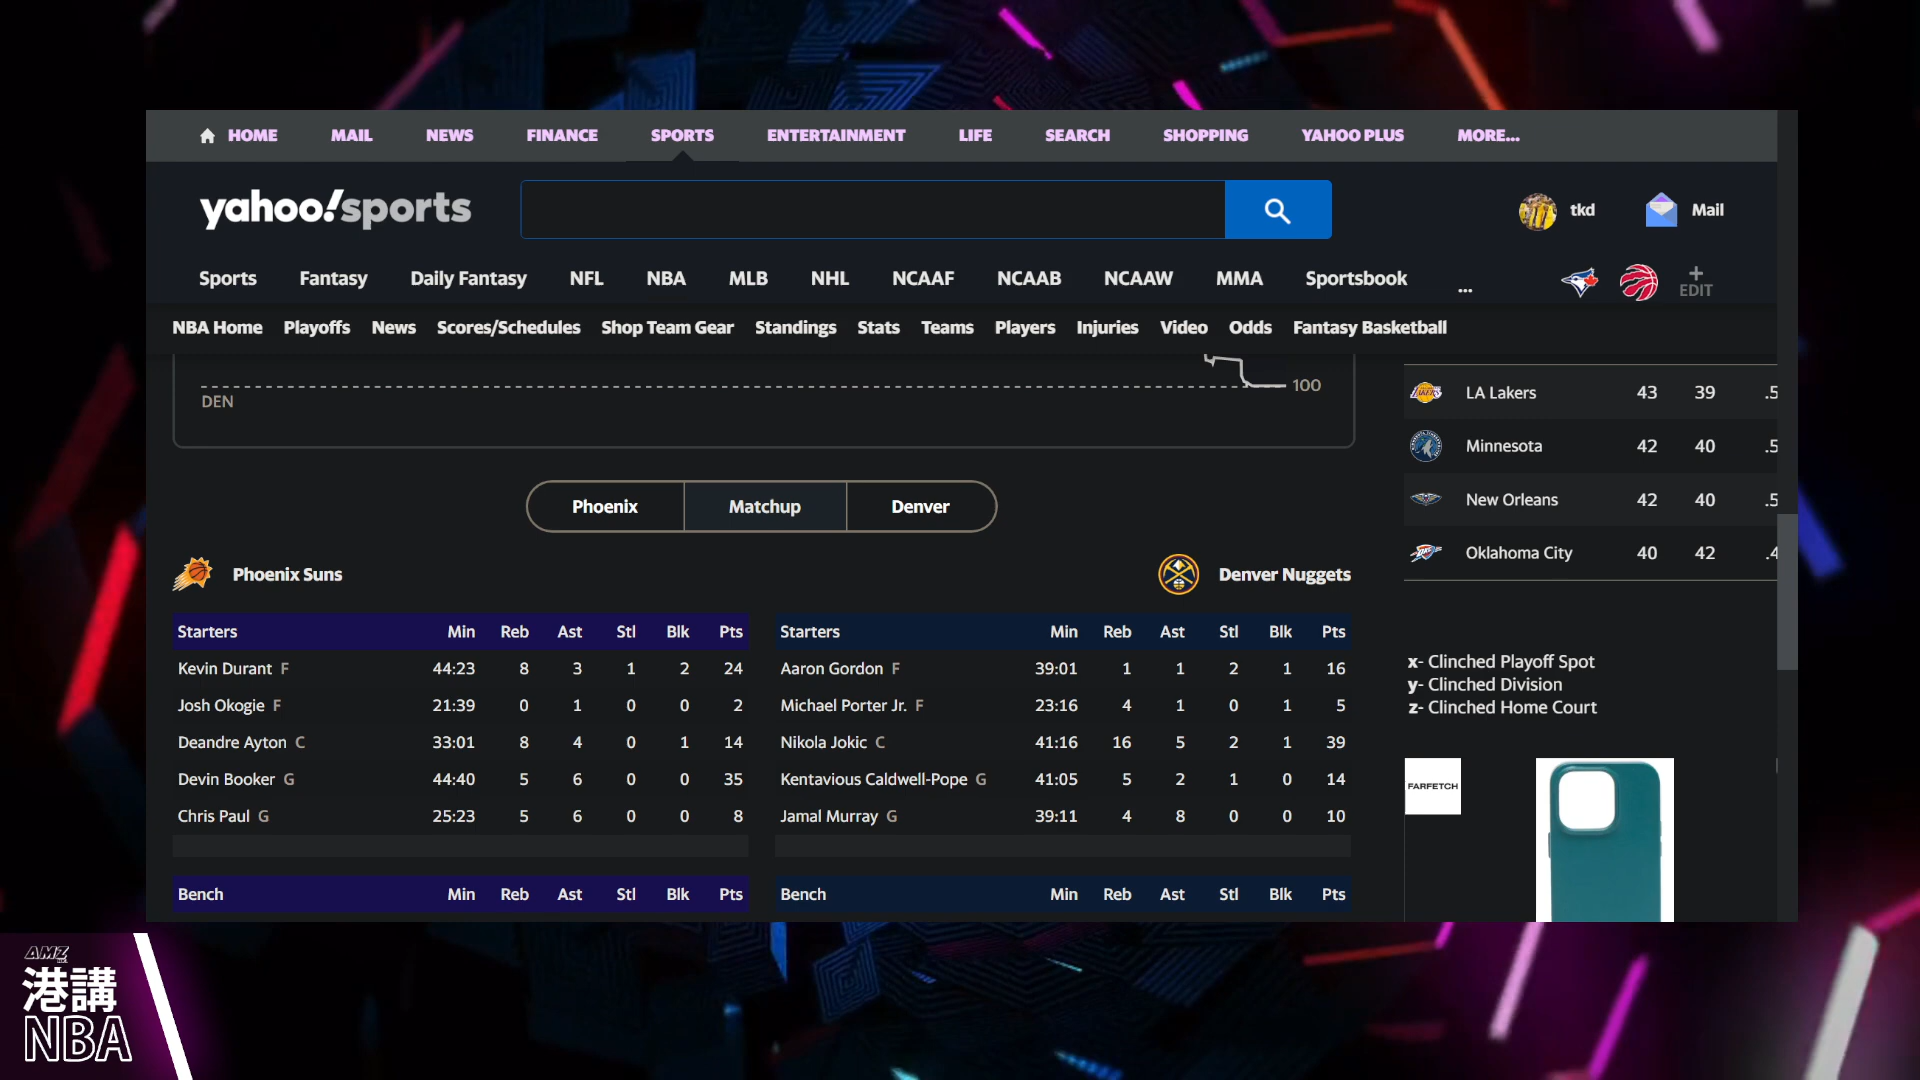 HOME MAIL NEWS FINANCE SPORTS ENTERTAINMENT LIFE SEARCH SHOPPING YAHOO PLUS MORE...
yahoo!sports
tkd Mail
Sports Fantasy Daily Fantasy NFL NBA MLB NHL NCAAF NCAAB NCAAW MMA Sportsbook ... + EDIT
NBA Home Playoffs News Scores/Schedules Shop Team Gear Standings Stats Teams Players Injuries Video Odds Fantasy Basketball
100
DEN
Phoenix Matchup Denver
Phoenix Suns
Starters Min Reb Ast Stl Blk Pts
Kevin Durant F 44:23 8 3 1 2 24
Josh Okogie F 21:39 0 1 0 0 2
Deandre Ayton C 33:01 8 4 0 1 14
Devin Booker G 44:40 5 6 0 0 35
Chris Paul G 25:23 5 6 0 0 8
Bench Min Reb Ast Stl Blk Pts
Denver Nuggets
Starters Min Reb Ast Stl Blk Pts
Aaron Gordon F 39:01 1 1 2 1 16
Michael Porter Jr. F 23:16 4 1 0 1 5
Nikola Jokic C 41:16 16 5 2 1 39
Kentavious Caldwell-Pope G 41:05 5 2 1 0 14
Jamal Murray G 39:11 4 8 0 0 10
Bench Min Reb Ast Stl Blk Pts
LA Lakers 43 39 .5
Minnesota 42 40 .5
New Orleans 42 40 .5
Oklahoma City 40 42 .4
x- Clinched Playoff Spot
y- Clinched Division
z- Clinched Home Court
FARFETCH
AMZ
港講
NBA